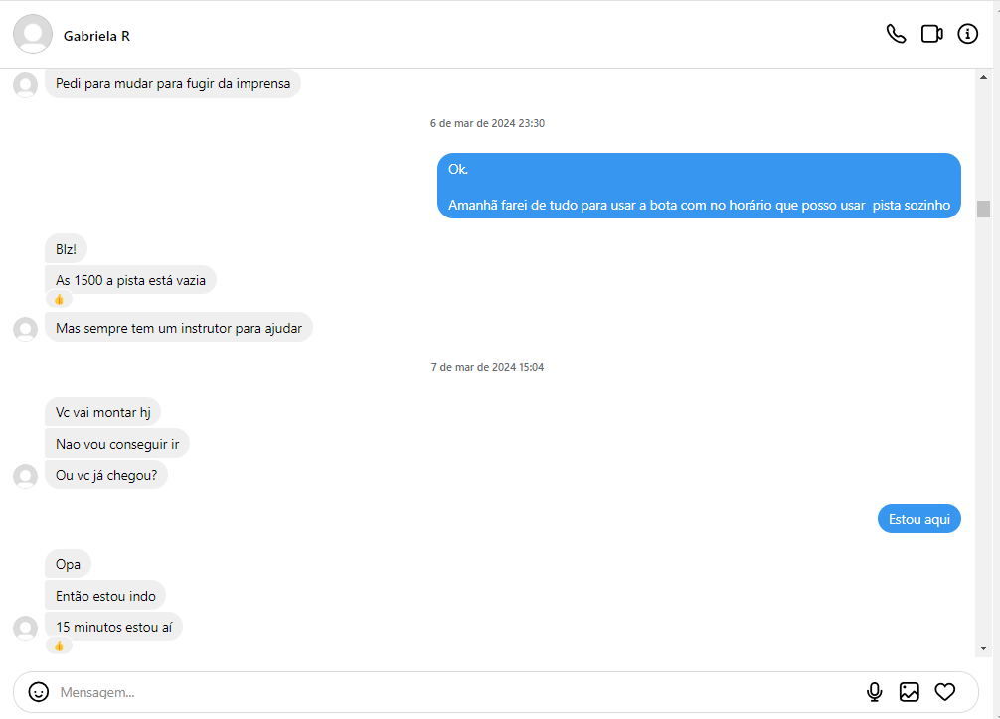 Gabriela R
Pedi para mudar para fugir da imprensa
6 de mar de 2024 23:30
Ok.
Amanhã farei de tudo para usar a bota com no horário que posso usar  pista sozinho
Blz!
As 1500 a pista está vazia
👍
Mas sempre tem um instrutor para ajudar
7 de mar de 2024 15:04
Vc vai montar hj
Nao vou conseguir ir
Ou vc já chegou?
Estou aqui
Opa
Então estou indo
15 minutos estou aí
👍
Mensagem...